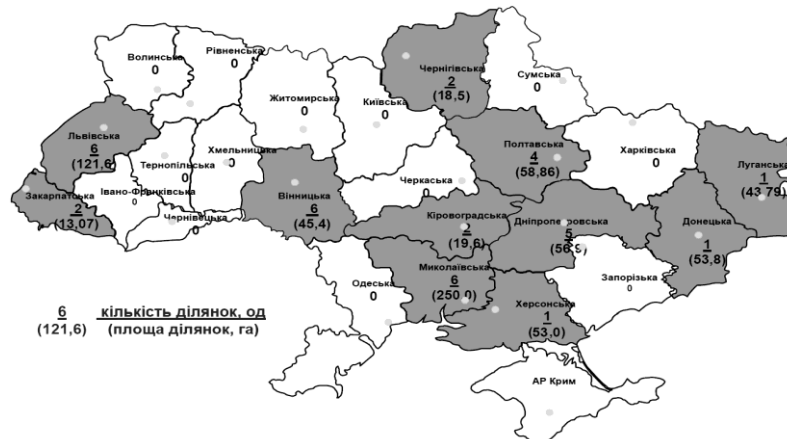 Волинська
0
Рівненська
0
Житомирська
0
Київська
0
Чернігівська
2
(18,5)
Сумська
0
Львівська
6
(121,6)
Тернопільська
0
Хмельницька
0
Вінницька
6
(45,4)
Черкаська
0
Полтавська
4
(58,86)
Харківська
0
Луганська
1
(43,79)
Закарпатська
2
(13,07)
Івано-Франківська
0
Чернівецька
0
Кіровоградська
2
(19,6)
Дніпропетровська
5
(56,9)
Донецька
1
(53,8)
Одеська
0
Миколаївська
6
(250,0)
Херсонська
1
(53,0)
Запорізька
0
АР Крим
6 кількість ділянок, од
(121,6) (площа ділянок, га)